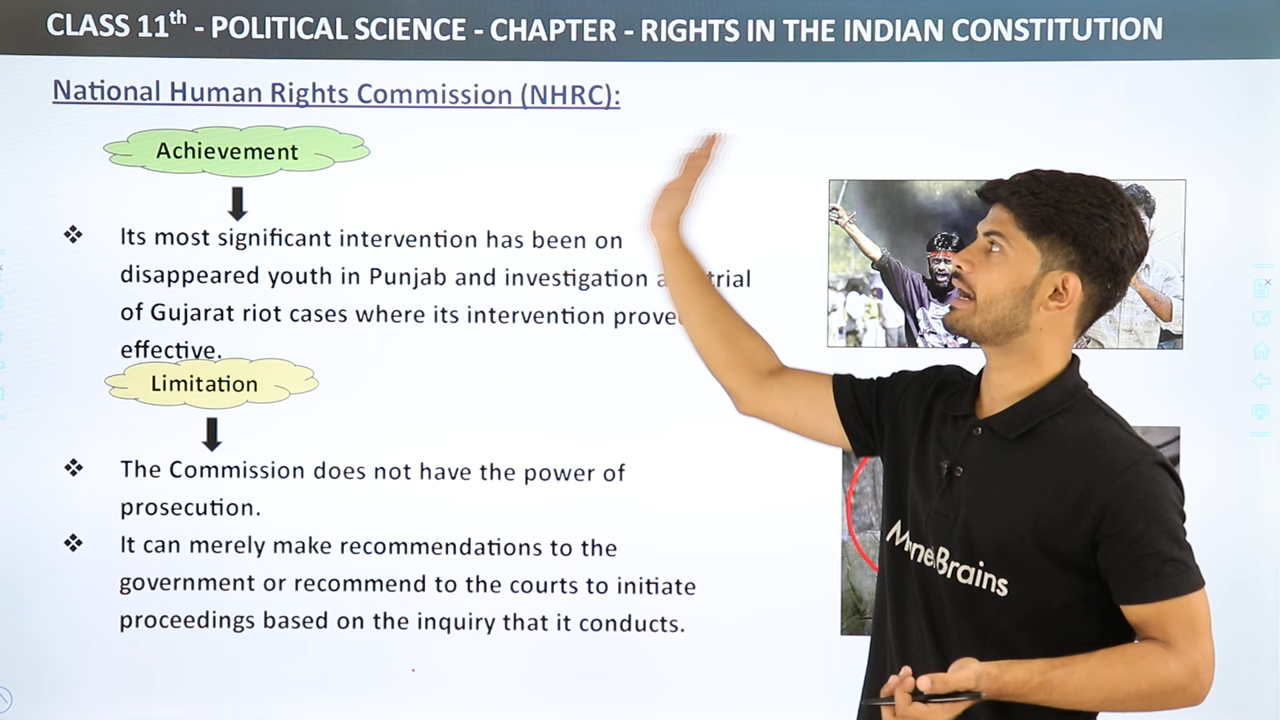 CLASS 11th - POLITICAL SCIENCE - CHAPTER - RIGHTS IN THE INDIAN CONSTITUTION
National Human Rights Commission (NHRC):
Achievement
❖ Its most significant intervention has been on
disappeared youth in Punjab and investigation a trial
of Gujarat riot cases where its intervention prove
effective.
Limitation
❖ The Commission does not have the power of
prosecution.
❖ It can merely make recommendations to the
government or recommend to the courts to initiate
proceedings based on the inquiry that it conducts.
Brains